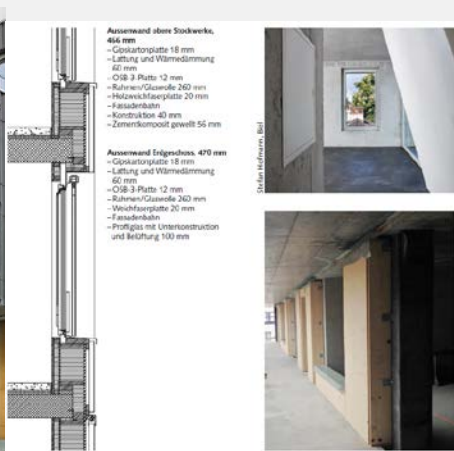 Aussenwand obere Stockwerke,
466 mm
– Gipskartonplatte 18 mm
– Lattung und Wärmedämmung
60 mm
– OSB-3-Platte 12 mm
– Rahmen/Glaswolle 260 mm
– Holzweichfaserplatte 20 mm
– Fassadenbahn
– Konstruktion 40 mm
– Zementkomposit gewellt 56 mm
Aussenwand Erdgeschoss, 470 mm
– Gipskartonplatte 18 mm
– Lattung und Wärmedämmung
60 mm
– OSB-3-Platte 12 mm
– Rahmen/Glaswolle 260 mm
– Weichfaserplatte 20 mm
– Fassadenbahn
– Profilglas mit Unterkonstruktion
und Belüftung 100 mm
Stefan Hofmann, Biel